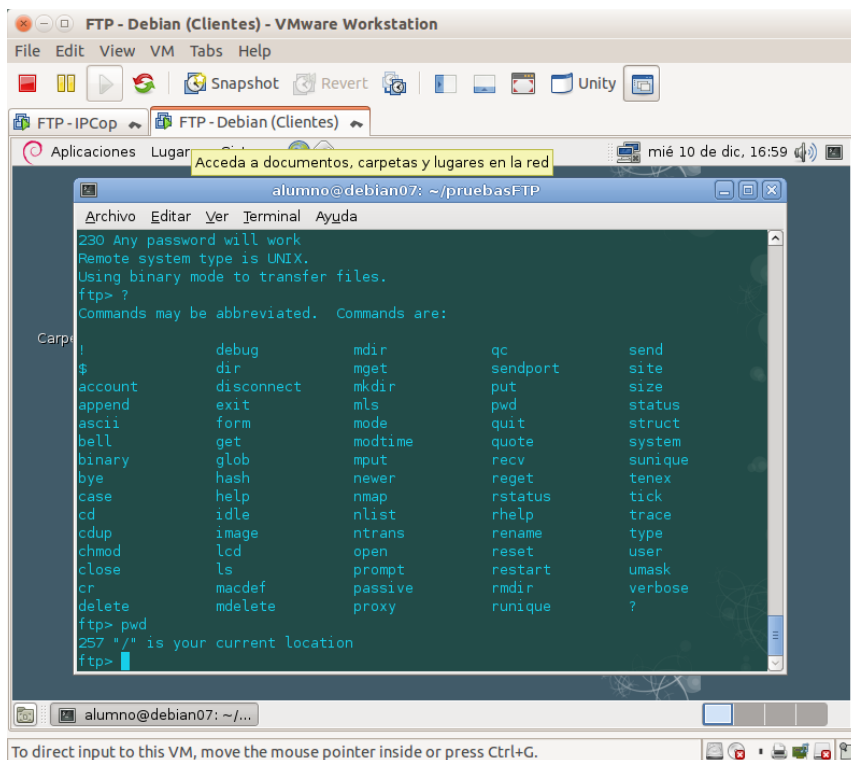 FTP - Debian (Clientes) - VMware Workstation
File Edit View VM Tabs Help
Snapshot Revert Unity
FTP - IPCop FTP - Debian (Clientes)
Aplicaciones Lugar mié 10 de dic, 16:59
Acceda a documentos, carpetas y lugares en la red
alumno@debian07: ~/pruebasFTP
Archivo Editar Ver Terminal Ayuda
230 Any password will work
Remote system type is UNIX.
Using binary mode to transfer files.
ftp> ?
Commands may be abbreviated. Commands are:
Carpe
! debug mdir qc send
$ dir mget sendport site
account disconnect mkdir put size
append exit mls pwd status
ascii form mode quit struct
bell get modtime quote system
binary glob mput recv sunique
bye hash newer reget tenex
case help nmap rstatus tick
cd idle nlist rhelp trace
cdup image ntrans rename type
chmod lcd open reset user
close ls prompt restart umask
cr macdef passive rmdir verbose
delete mdelete proxy runique ?
ftp> pwd
257 "/" is your current location
ftp>
alumno@debian07: ~/...
To direct input to this VM, move the mouse pointer inside or press Ctrl+G.